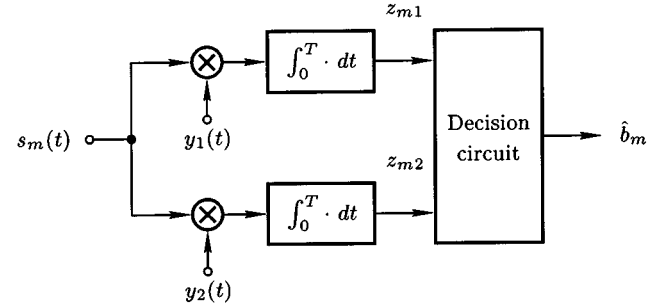 z_{m1}
∫_0^T · dt
s_m(t)
y_1(t)
Decision
circuit
b̂_m
z_{m2}
∫_0^T · dt
y_2(t)